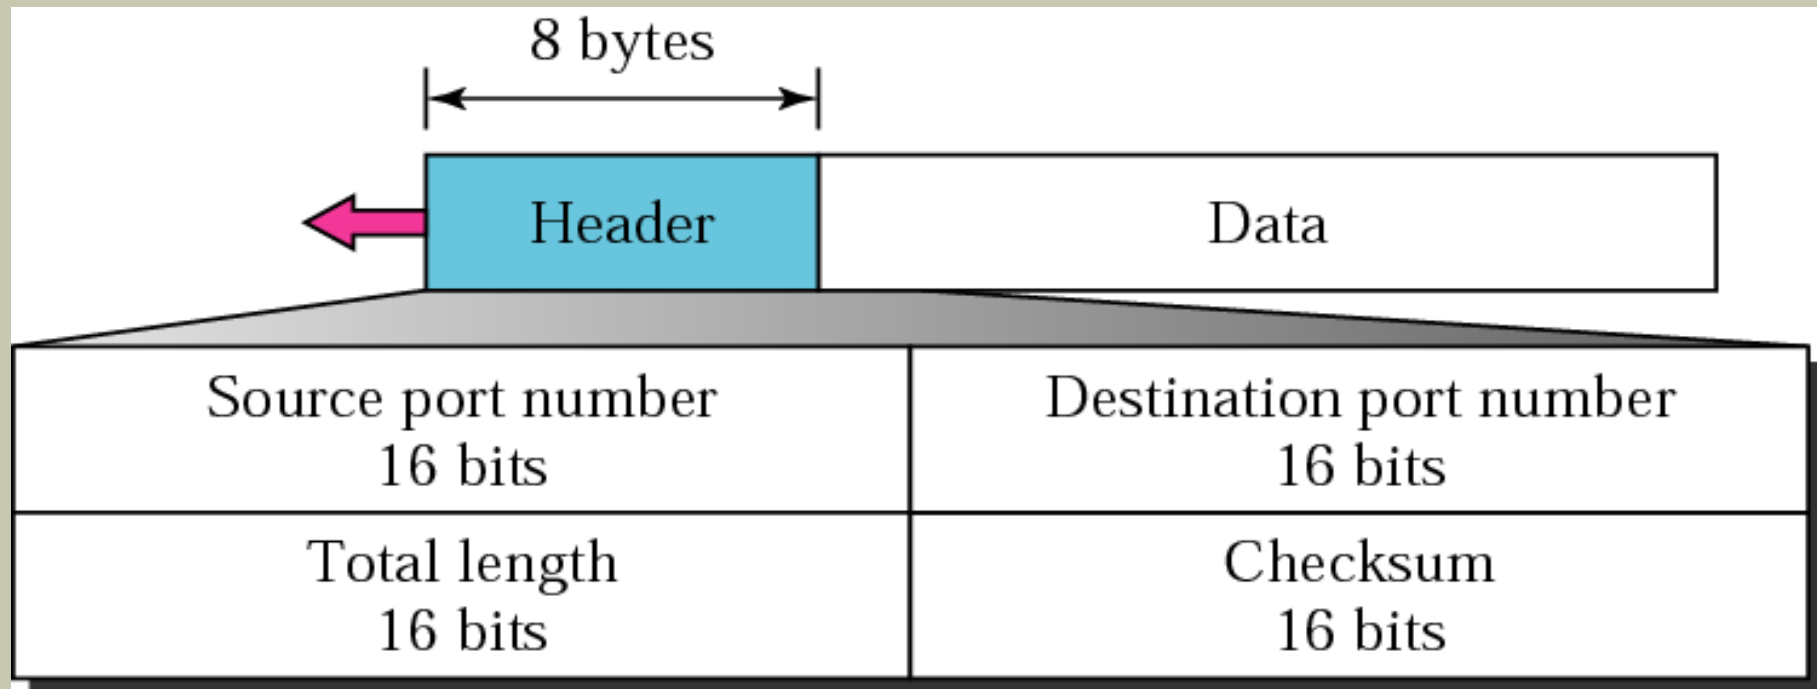 8 bytes
Header
Data
Source port number
16 bits
Destination port number
16 bits
Total length
16 bits
Checksum
16 bits